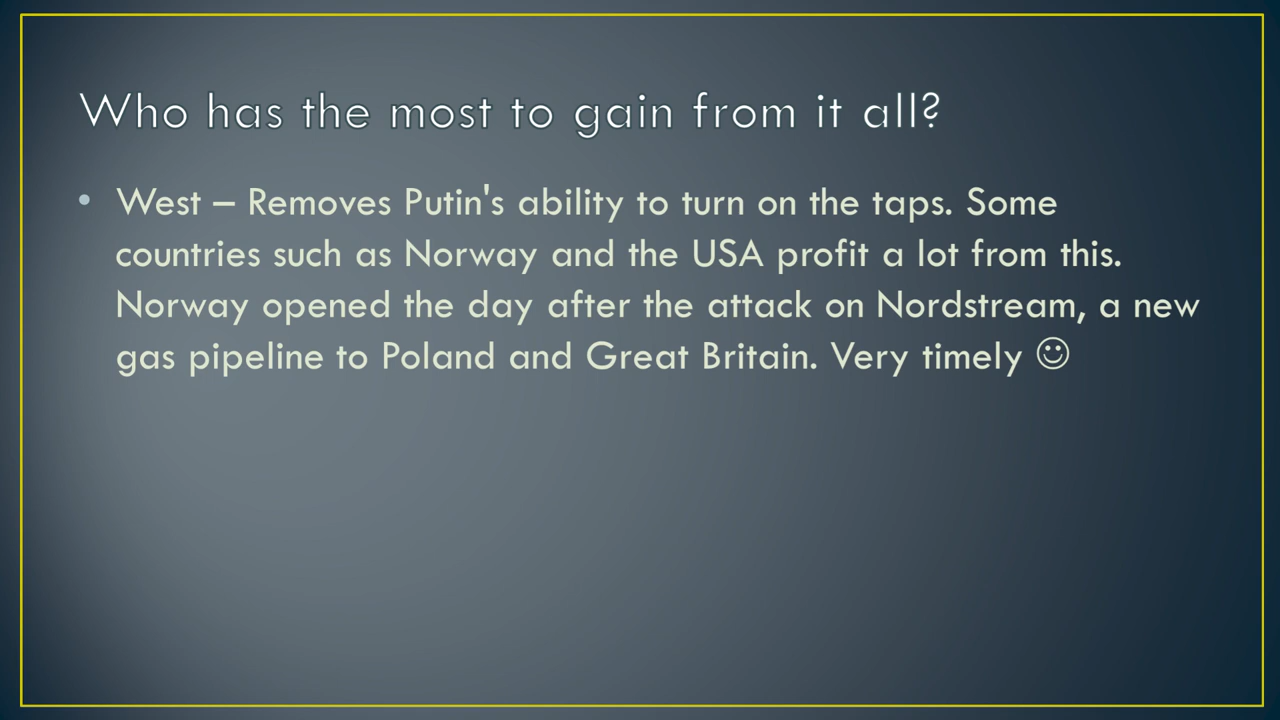 Who has the most to gain from it all?
• West – Removes Putin's ability to turn on the taps. Some
countries such as Norway and the USA profit a lot from this.
Norway opened the day after the attack on Nordstream, a new
gas pipeline to Poland and Great Britain. Very timely ☺